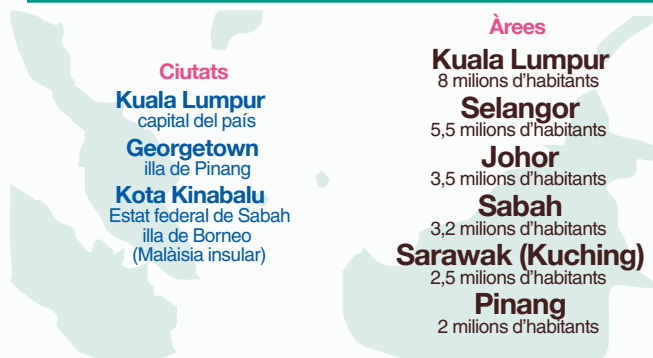 Ciutats
Kuala Lumpur
capital del país
Georgetown
illa de Pinang
Kota Kinabalu
Estat federal de Sabah
illa de Borneo
(Malàisia insular)
Àrees
Kuala Lumpur
8 milions d’habitants
Selangor
5,5 milions d’habitants
Johor
3,5 milions d’habitants
Sabah
3,2 milions d’habitants
Sarawak (Kuching)
2,5 milions d’habitants
Pinang
2 milions d’habitants